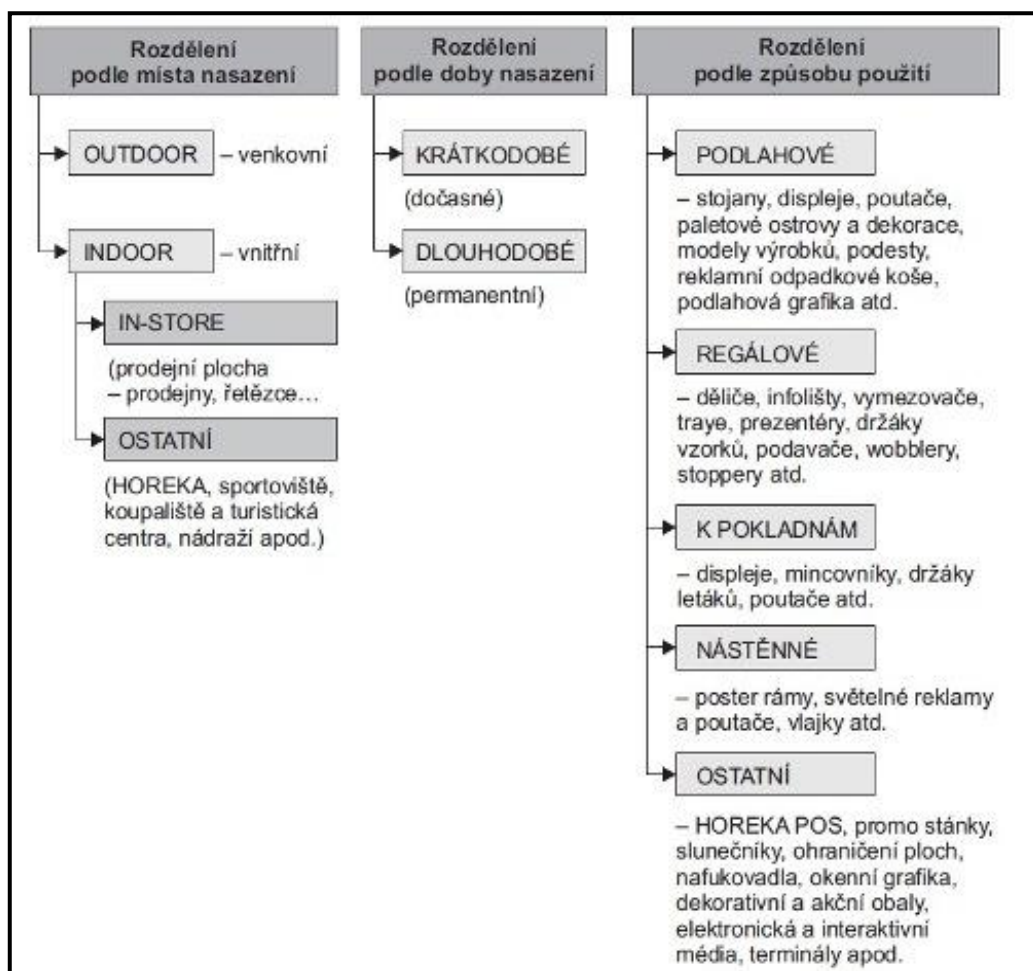 Rozdělení
podle místa nasazení
OUTDOOR – venkovní
INDOOR – vnitřní
IN-STORE
(prodejní plocha
– prodejny, řetězce…
OSTATNÍ
(HOREKA, sportoviště,
koupaliště a turistická
centra, nádraží apod.)
Rozdělení
podle doby nasazení
KRÁTKODOBÉ
(dočasné)
DLOUHODOBÉ
(permanentní)
Rozdělení
podle způsobu použití
PODLAHOVÉ
– stojany, displeje, poutače,
paletové ostrovy a dekorace,
modely výrobků, podesty,
reklamní odpadkové koše,
podlahová grafika atd.
REGÁLOVÉ
– děliče, infolišty, vymezovače,
traye, prezentéry, držáky
vzorků, podavače, wobblery,
stoppery atd.
K POKLADNÁM
– displeje, mincovníky, držáky
letáků, poutače atd.
NÁSTĚNNÉ
– poster rámy, světelné reklamy
a poutače, vlajky atd.
OSTATNÍ
– HOREKA POS, promo stánky,
slunečníky, ohraničení ploch,
nafukovadla, okenní grafika,
dekorativní a akční obaly,
elektronická a interaktivní
média, terminály apod.